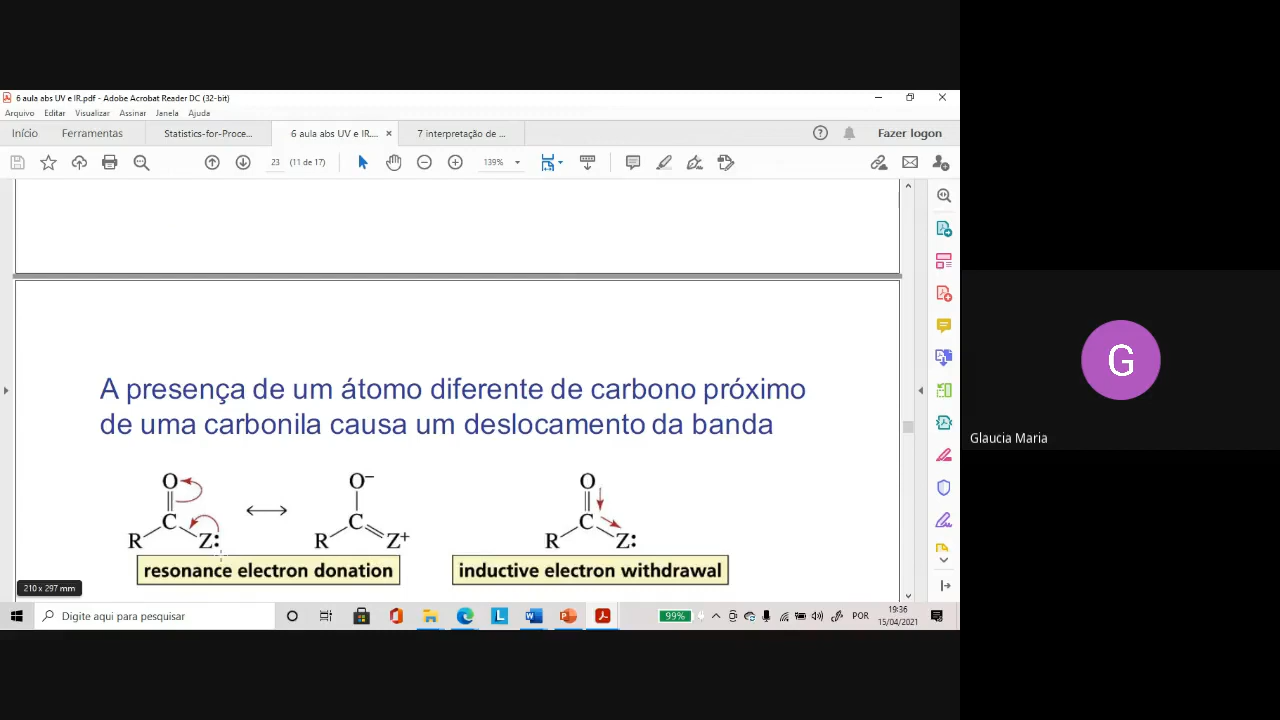 6 aula abs UV e IR.pdf - Adobe Acrobat Reader DC (32-bit)
Arquivo Editar Visualizar Assinar Janela Ajuda
Início Ferramentas Statistics-for-Proce... 6 aula abs UV e IR.... × 7 interpretação de ... Fazer logon
23 (11 de 17) 139%
A presença de um átomo diferente de carbono próximo
de uma carbonila causa um deslocamento da banda
O O– O
C C C
R Z: R Z+ R Z:
resonance electron donation inductive electron withdrawal
210 x 297 mm
Digite aqui para pesquisar 99% POR 19:36
15/04/2021
G
Glaucia Maria